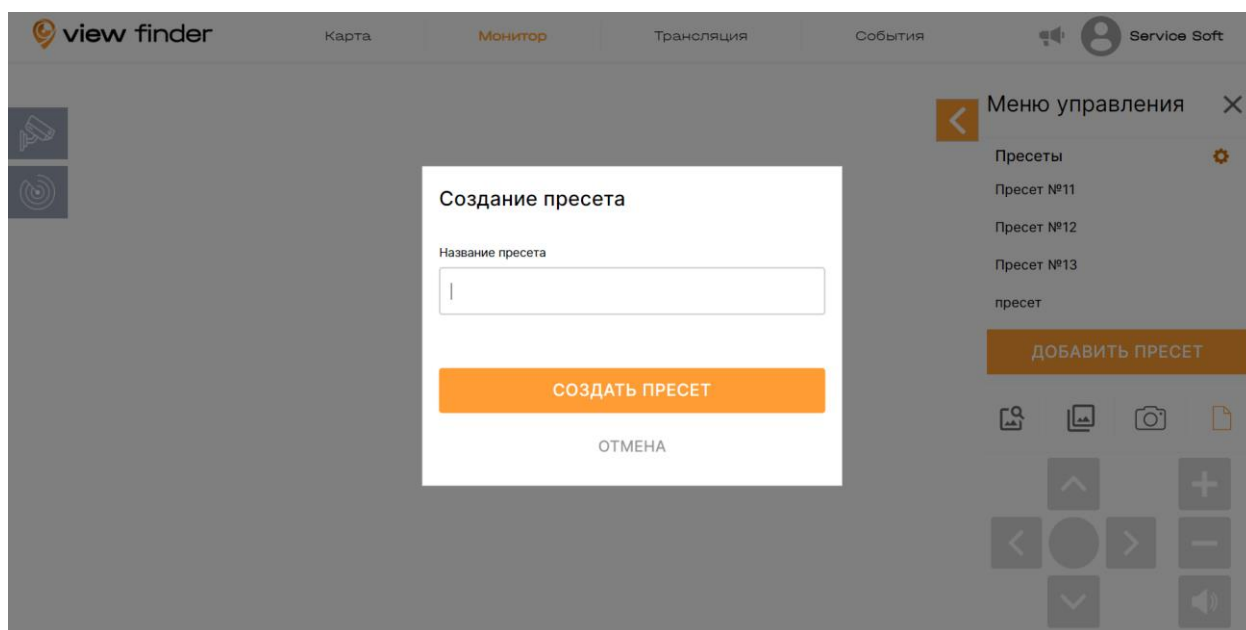 view finder
Карта
Монитор
Трансляция
События
Service Soft
Меню управления
Пресеты
Пресет №11
Пресет №12
Пресет №13
пресет
ДОБАВИТЬ ПРЕСЕТ
Создание пресета
Название пресета
СОЗДАТЬ ПРЕСЕТ
ОТМЕНА